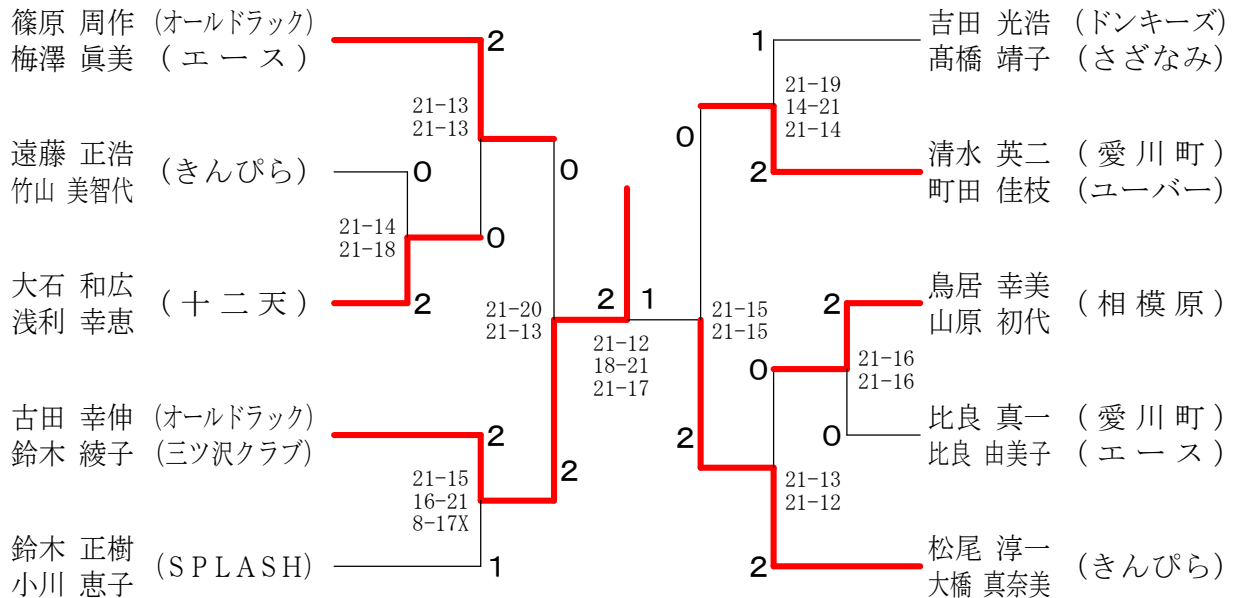 篠原 周作 (オールドラック)
梅澤 眞美 (エース)
2
21-13
21-13
遠藤 正浩
竹山 美智代
(きんぴら)
0
0
21-14
21-18
0
大石 和広
浅利 幸恵
(十二天)
2
21-20
21-13
2
1
21-12
18-21
21-17
古田 幸伸 (オールドラック)
鈴木 綾子 (三ツ沢クラブ)
2
21-15
16-21
8-17X
2
鈴木 正樹
小川 恵子
(SPLASH)
1
吉田 光浩 (ドンキーズ)
髙橋 靖子 (さざなみ)
1
21-19
14-21
21-14
0
清水 英二 (愛川町)
町田 佳枝 (ユーバー)
2
21-15
21-15
鳥居 幸美
山原 初代
(相模原)
2
21-16
21-16
0
比良 真一 (愛川町)
比良 由美子 (エース)
0
2
21-13
21-12
松尾 淳一
大橋 真奈美
(きんぴら)
2